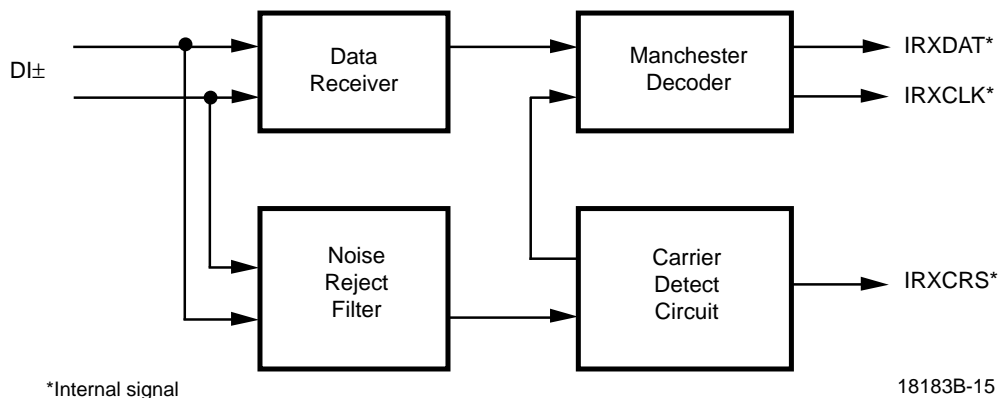 DI±
Data
Receiver
Manchester
Decoder
IRXDAT*
IRXCLK*
Noise
Reject
Filter
Carrier
Detect
Circuit
IRXCRS*
*Internal signal
18183B-15